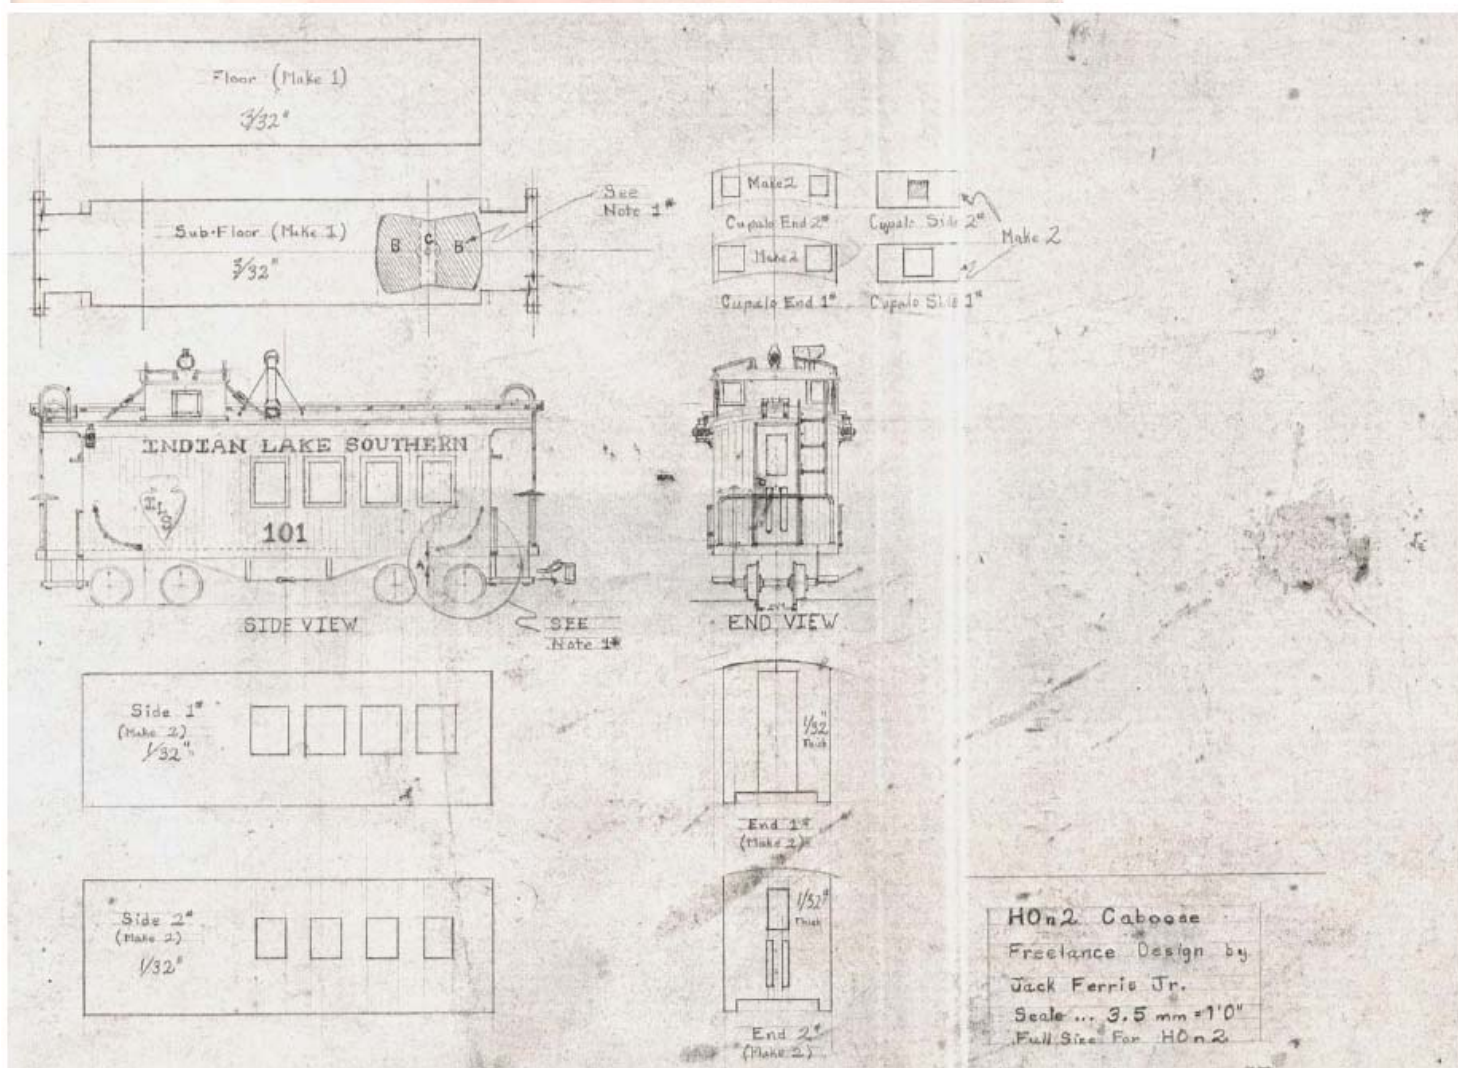 Floor (Make 1)
3/32"
Sub-Floor (Make 1)
3/32"
B C B
See
Note 1#
Make 2
Cupalo End 2#
Cupalo Side 2#
Make 2
Make 2
Cupalo End 1#
Cupalo Side 1#
INDIAN LAKE SOUTHERN
ILS
101
A
SIDE VIEW
SEE
Note 1#
END VIEW
Side 1#
(Make 2)
1/32"
1/32"
Thick
End 1#
(Make 2)
Side 2#
(Make 2)
1/32"
1/32"
Thick
End 2#
(Make 2)
HOn2 Caboose
Freelance Design by
Jack Ferris Jr.
Scale ... 3.5 mm = 1'0"
Full Size For HOn2